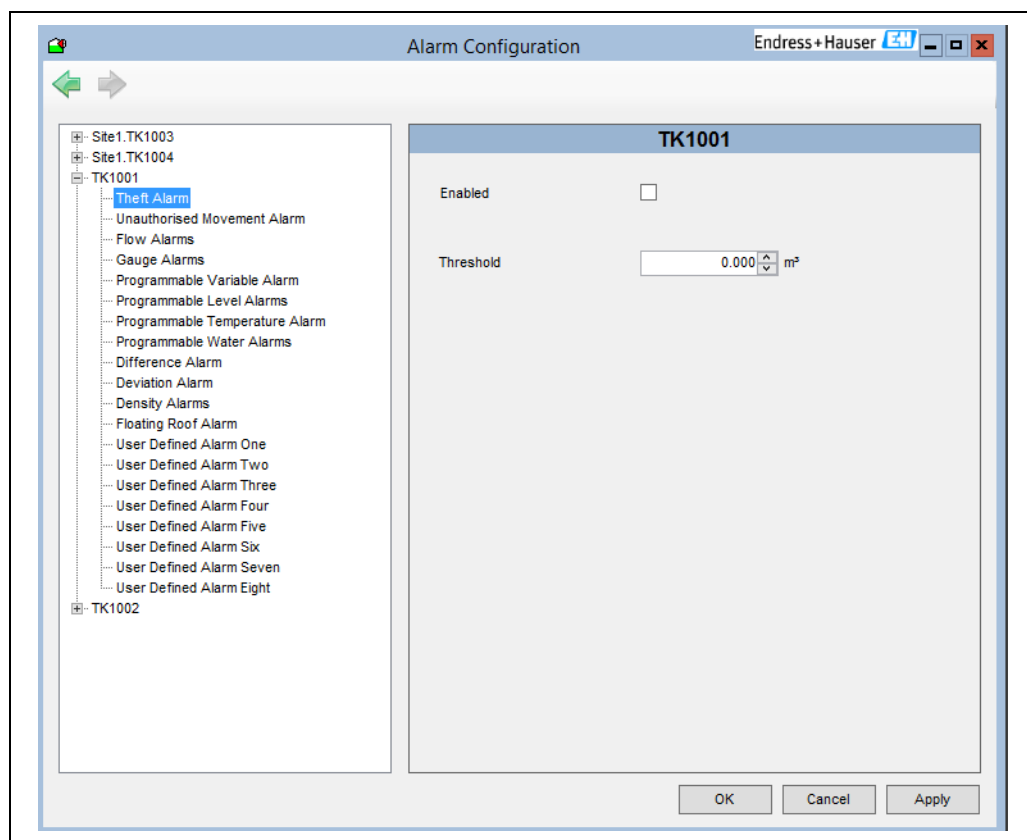 Alarm Configuration
Endress+Hauser EH
Site1.TK1003
Site1.TK1004
TK1001
Theft Alarm
Unauthorised Movement Alarm
Flow Alarms
Gauge Alarms
Programmable Variable Alarm
Programmable Level Alarms
Programmable Temperature Alarm
Programmable Water Alarms
Difference Alarm
Deviation Alarm
Density Alarms
Floating Roof Alarm
User Defined Alarm One
User Defined Alarm Two
User Defined Alarm Three
User Defined Alarm Four
User Defined Alarm Five
User Defined Alarm Six
User Defined Alarm Seven
User Defined Alarm Eight
TK1002
TK1001
Enabled
Threshold 0.000 m³
OK Cancel Apply